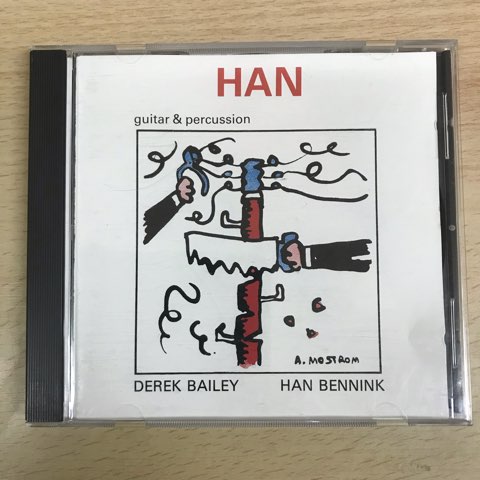 HAN
guitar & percussion
A. MOSTROM
DEREK BAILEY HAN BENNINK